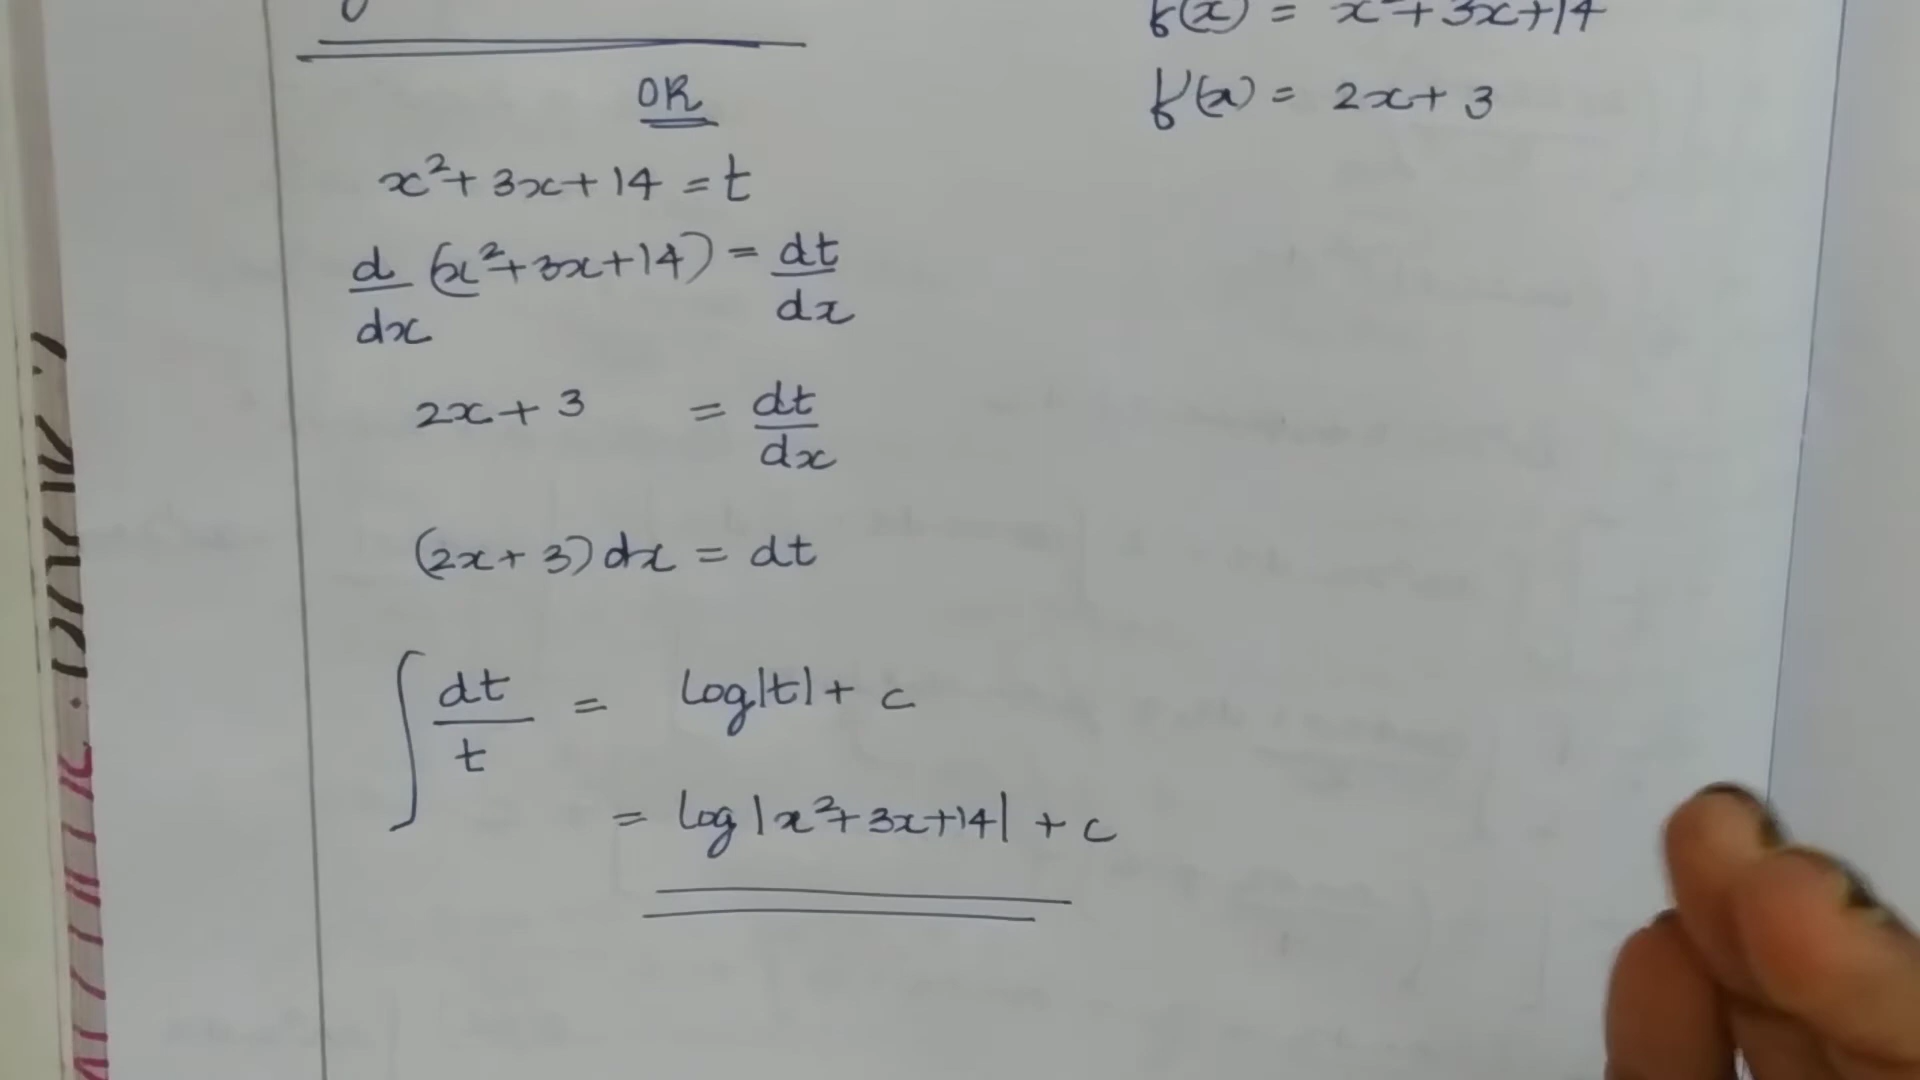 f(x) = x²+3x+14
f'(x) = 2x+3
OR
x²+3x+14 = t
d/dx (x²+3x+14) = dt/dx
2x+3 = dt/dx
(2x+3)dx = dt
∫ dt/t = log|t|+c
= log|x²+3x+14|+c